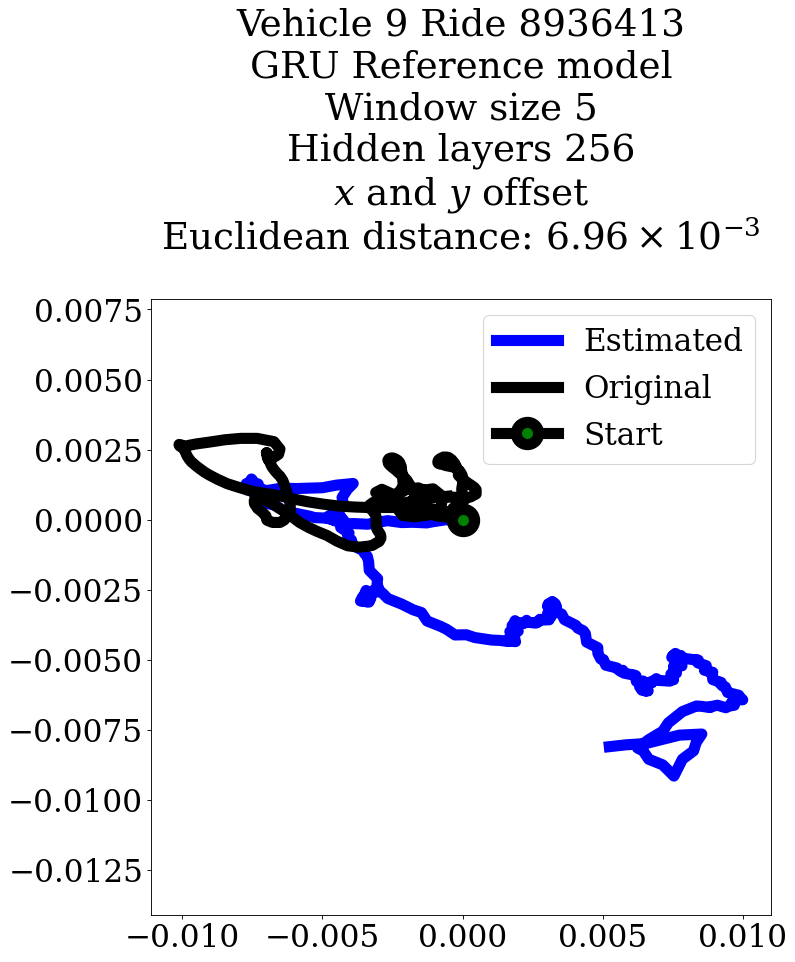 Vehicle 9 Ride 8936413
GRU Reference model
Window size 5
Hidden layers 256
x and y offset
Euclidean distance: 6.96 × 10⁻³
Estimated
Original
Start
0.0075
0.0050
0.0025
0.0000
−0.0025
−0.0050
−0.0075
−0.0100
−0.0125
−0.010 −0.005 0.000 0.005 0.010